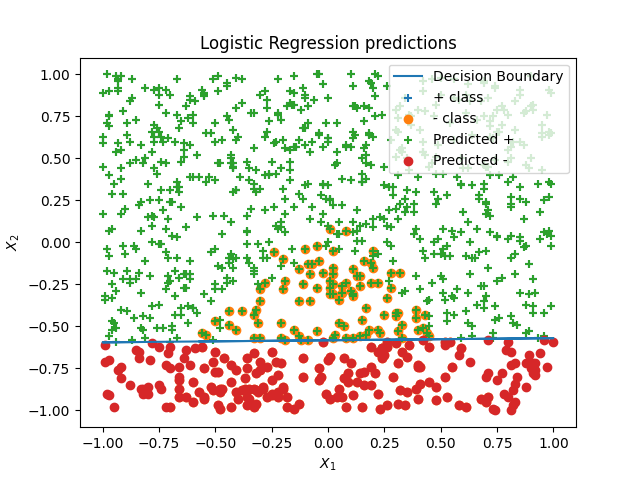 Logistic Regression predictions
Decision Boundary
+ class
- class
Predicted +
Predicted -
1.00
0.75
0.50
0.25
0.00
−0.25
−0.50
−0.75
−1.00
X₂
−1.00 −0.75 −0.50 −0.25 0.00 0.25 0.50 0.75 1.00
X₁